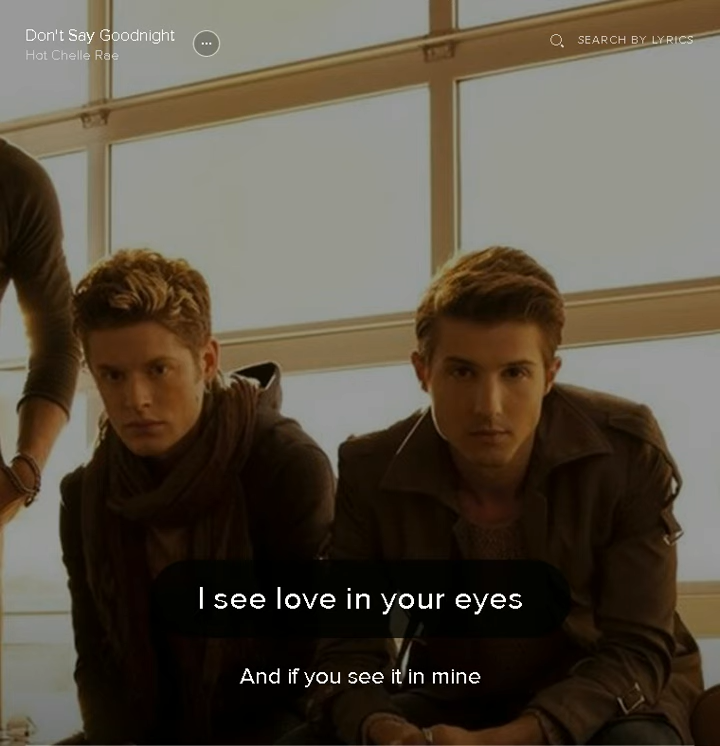 Don't Say Goodnight
Hot Chelle Rae
SEARCH BY LYRICS
I see love in your eyes
And if you see it in mine